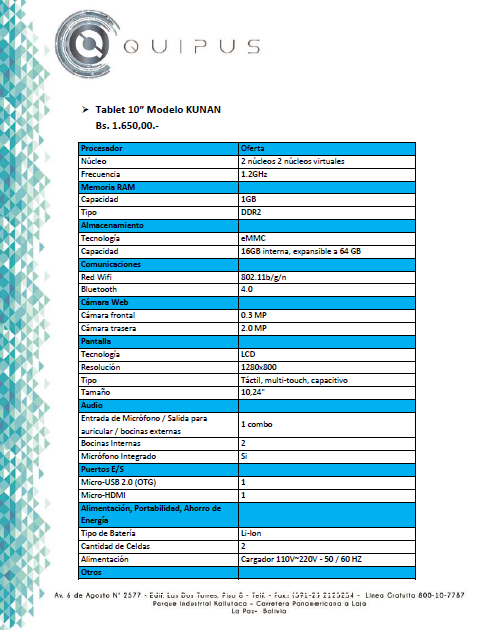 QUIPUS
➢ Tablet 10" Modelo KUNAN
Bs. 1.650,00.-
Procesador Oferta
Núcleo 2 núcleos 2 núcleos virtuales
Frecuencia 1.2GHz
Memoria RAM
Capacidad 1GB
Tipo DDR2
Almacenamiento
Tecnología eMMC
Capacidad 16GB interna, expansible a 64 GB
Comunicaciones
Red Wifi 802.11b/g/n
Bluetooth 4.0
Cámara Web
Cámara frontal 0.3 MP
Cámara trasera 2.0 MP
Pantalla
Tecnología LCD
Resolución 1280x800
Tipo Táctil, multi-touch, capacitivo
Tamaño 10,24"
Audio
Entrada de Micrófono / Salida para
auricular / bocinas externas 1 combo
Bocinas Internas 2
Micrófono Integrado Si
Puertos E/S
Micro-USB 2.0 (OTG) 1
Micro-HDMI 1
Alimentación, Portabilidad, Ahorro de
Energía
Tipo de Batería Li-Ion
Cantidad de Celdas 2
Alimentación Cargador 110V~220V - 50 / 60 HZ
Otros
Av. 6 de Agosto N° 2577 - Edif. Las Dos Torres, Piso 8 - Telf. - Fax.: - Línea Gratuita 800-10-7787
Parque Industrial Kallutaca - Carretera Panamericana a Laja
La Paz- Bolivia